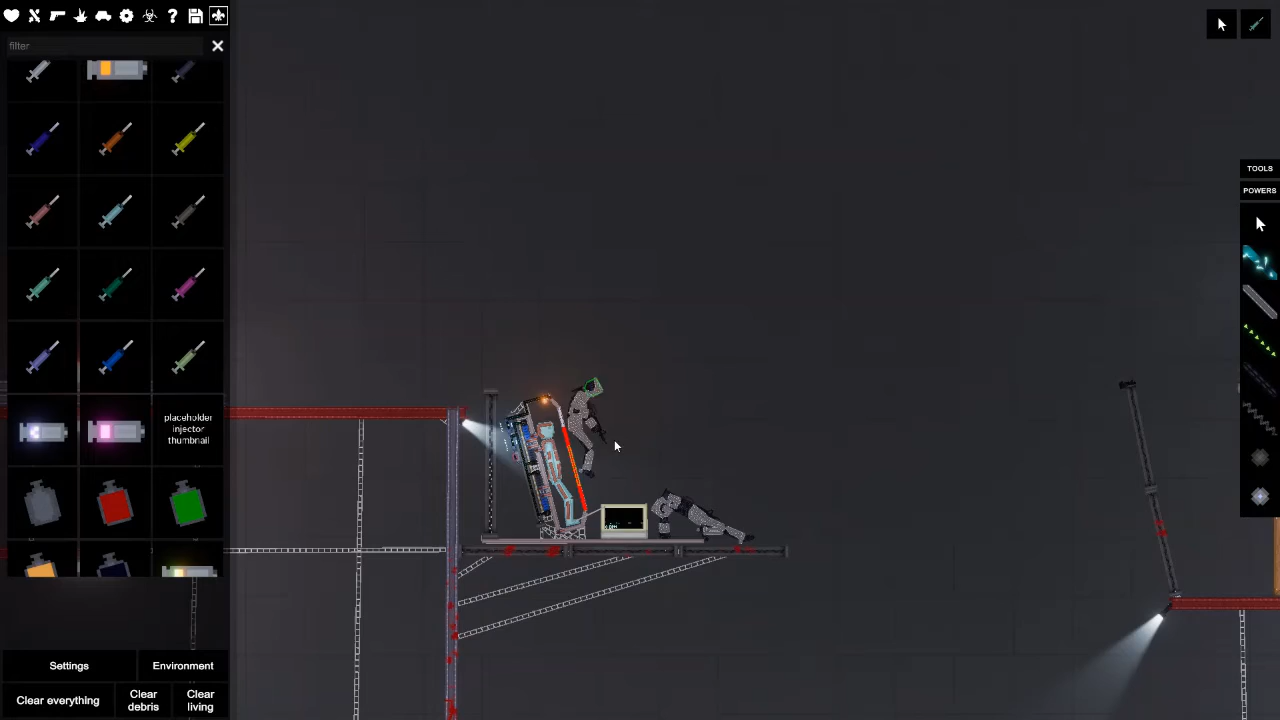 ?
filter
TOOLS
POWERS
placeholder
injector
thumbnail
Settings
Environment
Clear everything
Clear
debris
Clear
living